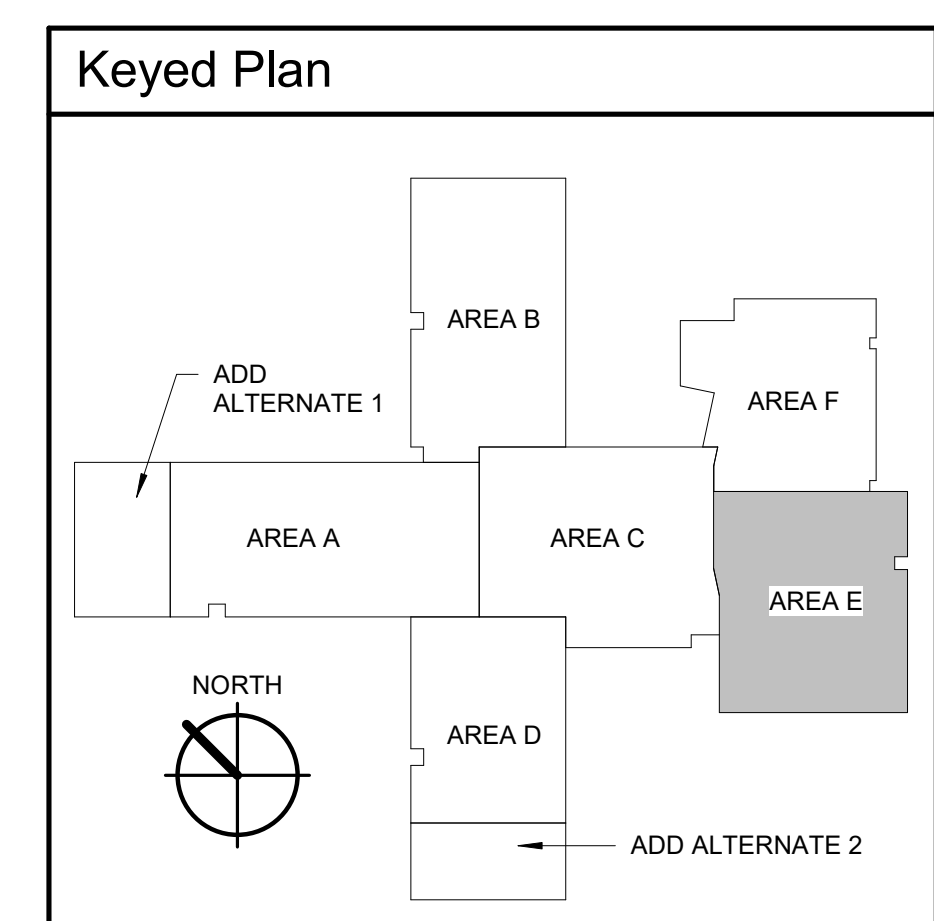 Keyed Plan
AREA B
ADD
ALTERNATE 1
AREA F
AREA A
AREA C
AREA E
NORTH
AREA D
ADD ALTERNATE 2